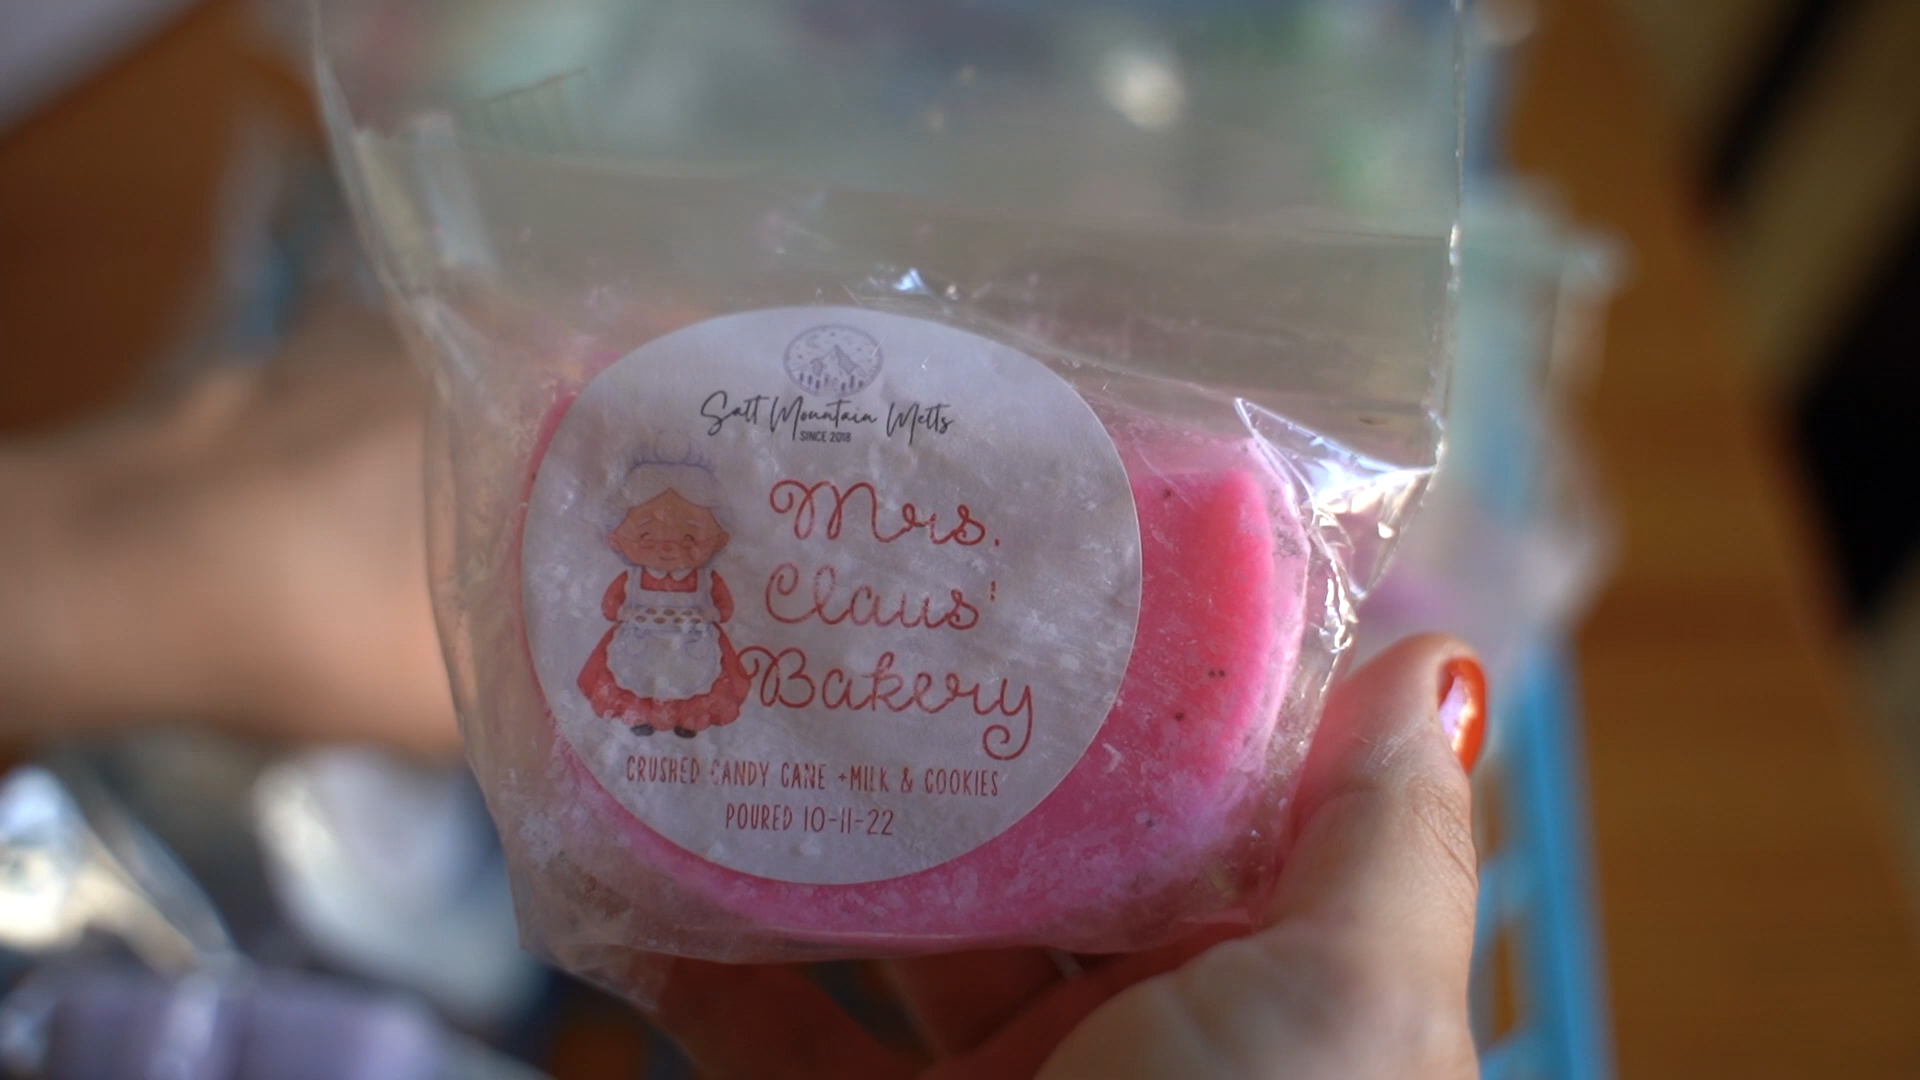 Salt Mountain Melts
SINCE 2018
Mrs.
Claus'
Bakery
CRUSHED CANDY CANE +MILK & COOKIES
POURED 10-11-22